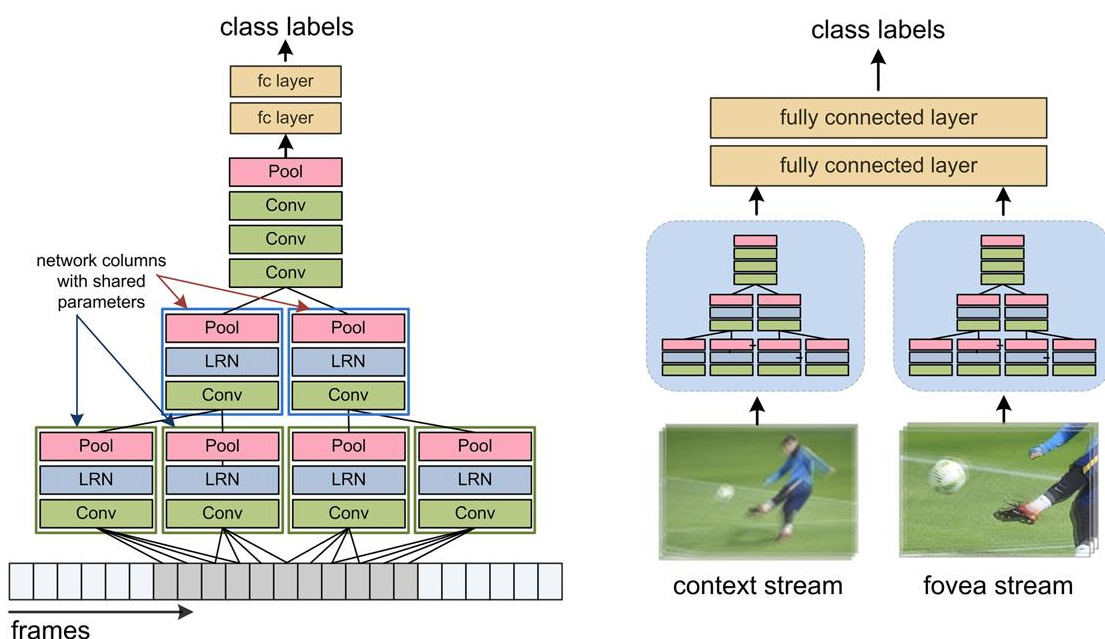 class labels
fc layer
fc layer
Pool
Conv
Conv
Conv
network columns
with shared
parameters
Pool
Pool
LRN
LRN
Conv
Conv
Pool
Pool
Pool
Pool
LRN
LRN
LRN
LRN
Conv
Conv
Conv
Conv
frames
class labels
fully connected layer
fully connected layer
context stream
fovea stream